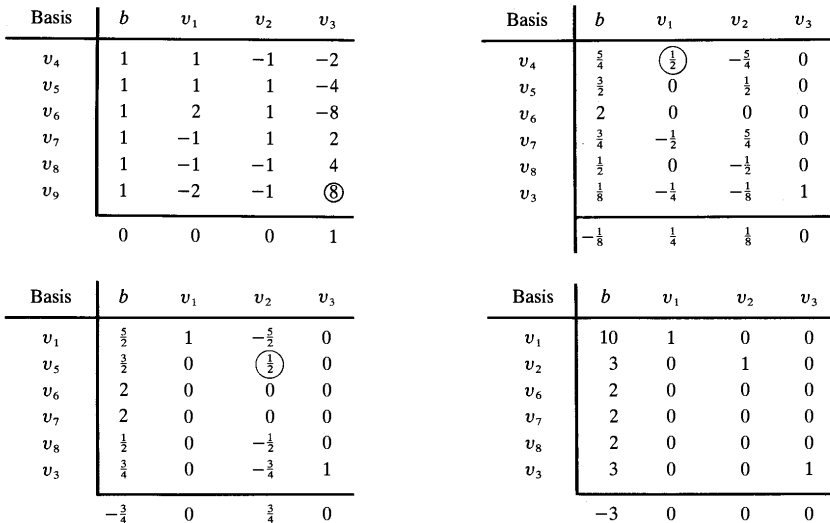 Basis b v₁ v₂ v₃
v₄ 1 1 −1 −2
v₅ 1 1 1 −4
v₆ 1 2 1 −8
v₇ 1 −1 1 2
v₈ 1 −1 −1 4
v₉ 1 −2 −1 8
0 0 0 1
Basis b v₁ v₂ v₃
v₄ 5/4 1/2 −5/4 0
v₅ 3/2 0 1/2 0
v₆ 2 0 0 0
v₇ 3/4 −1/2 5/4 0
v₈ 1/2 0 −1/2 0
v₃ 1/8 −1/4 −1/8 1
−1/8 1/4 1/8 0
Basis b v₁ v₂ v₃
v₁ 5/2 1 −5/2 0
v₅ 3/2 0 1/2 0
v₆ 2 0 0 0
v₇ 2 0 0 0
v₈ 1/2 0 −1/2 0
v₃ 3/4 0 −3/4 1
−3/4 0 3/4 0
Basis b v₁ v₂ v₃
v₁ 10 1 0 0
v₂ 3 0 1 0
v₆ 2 0 0 0
v₇ 2 0 0 0
v₈ 2 0 0 0
v₃ 3 0 0 1
−3 0 0 0